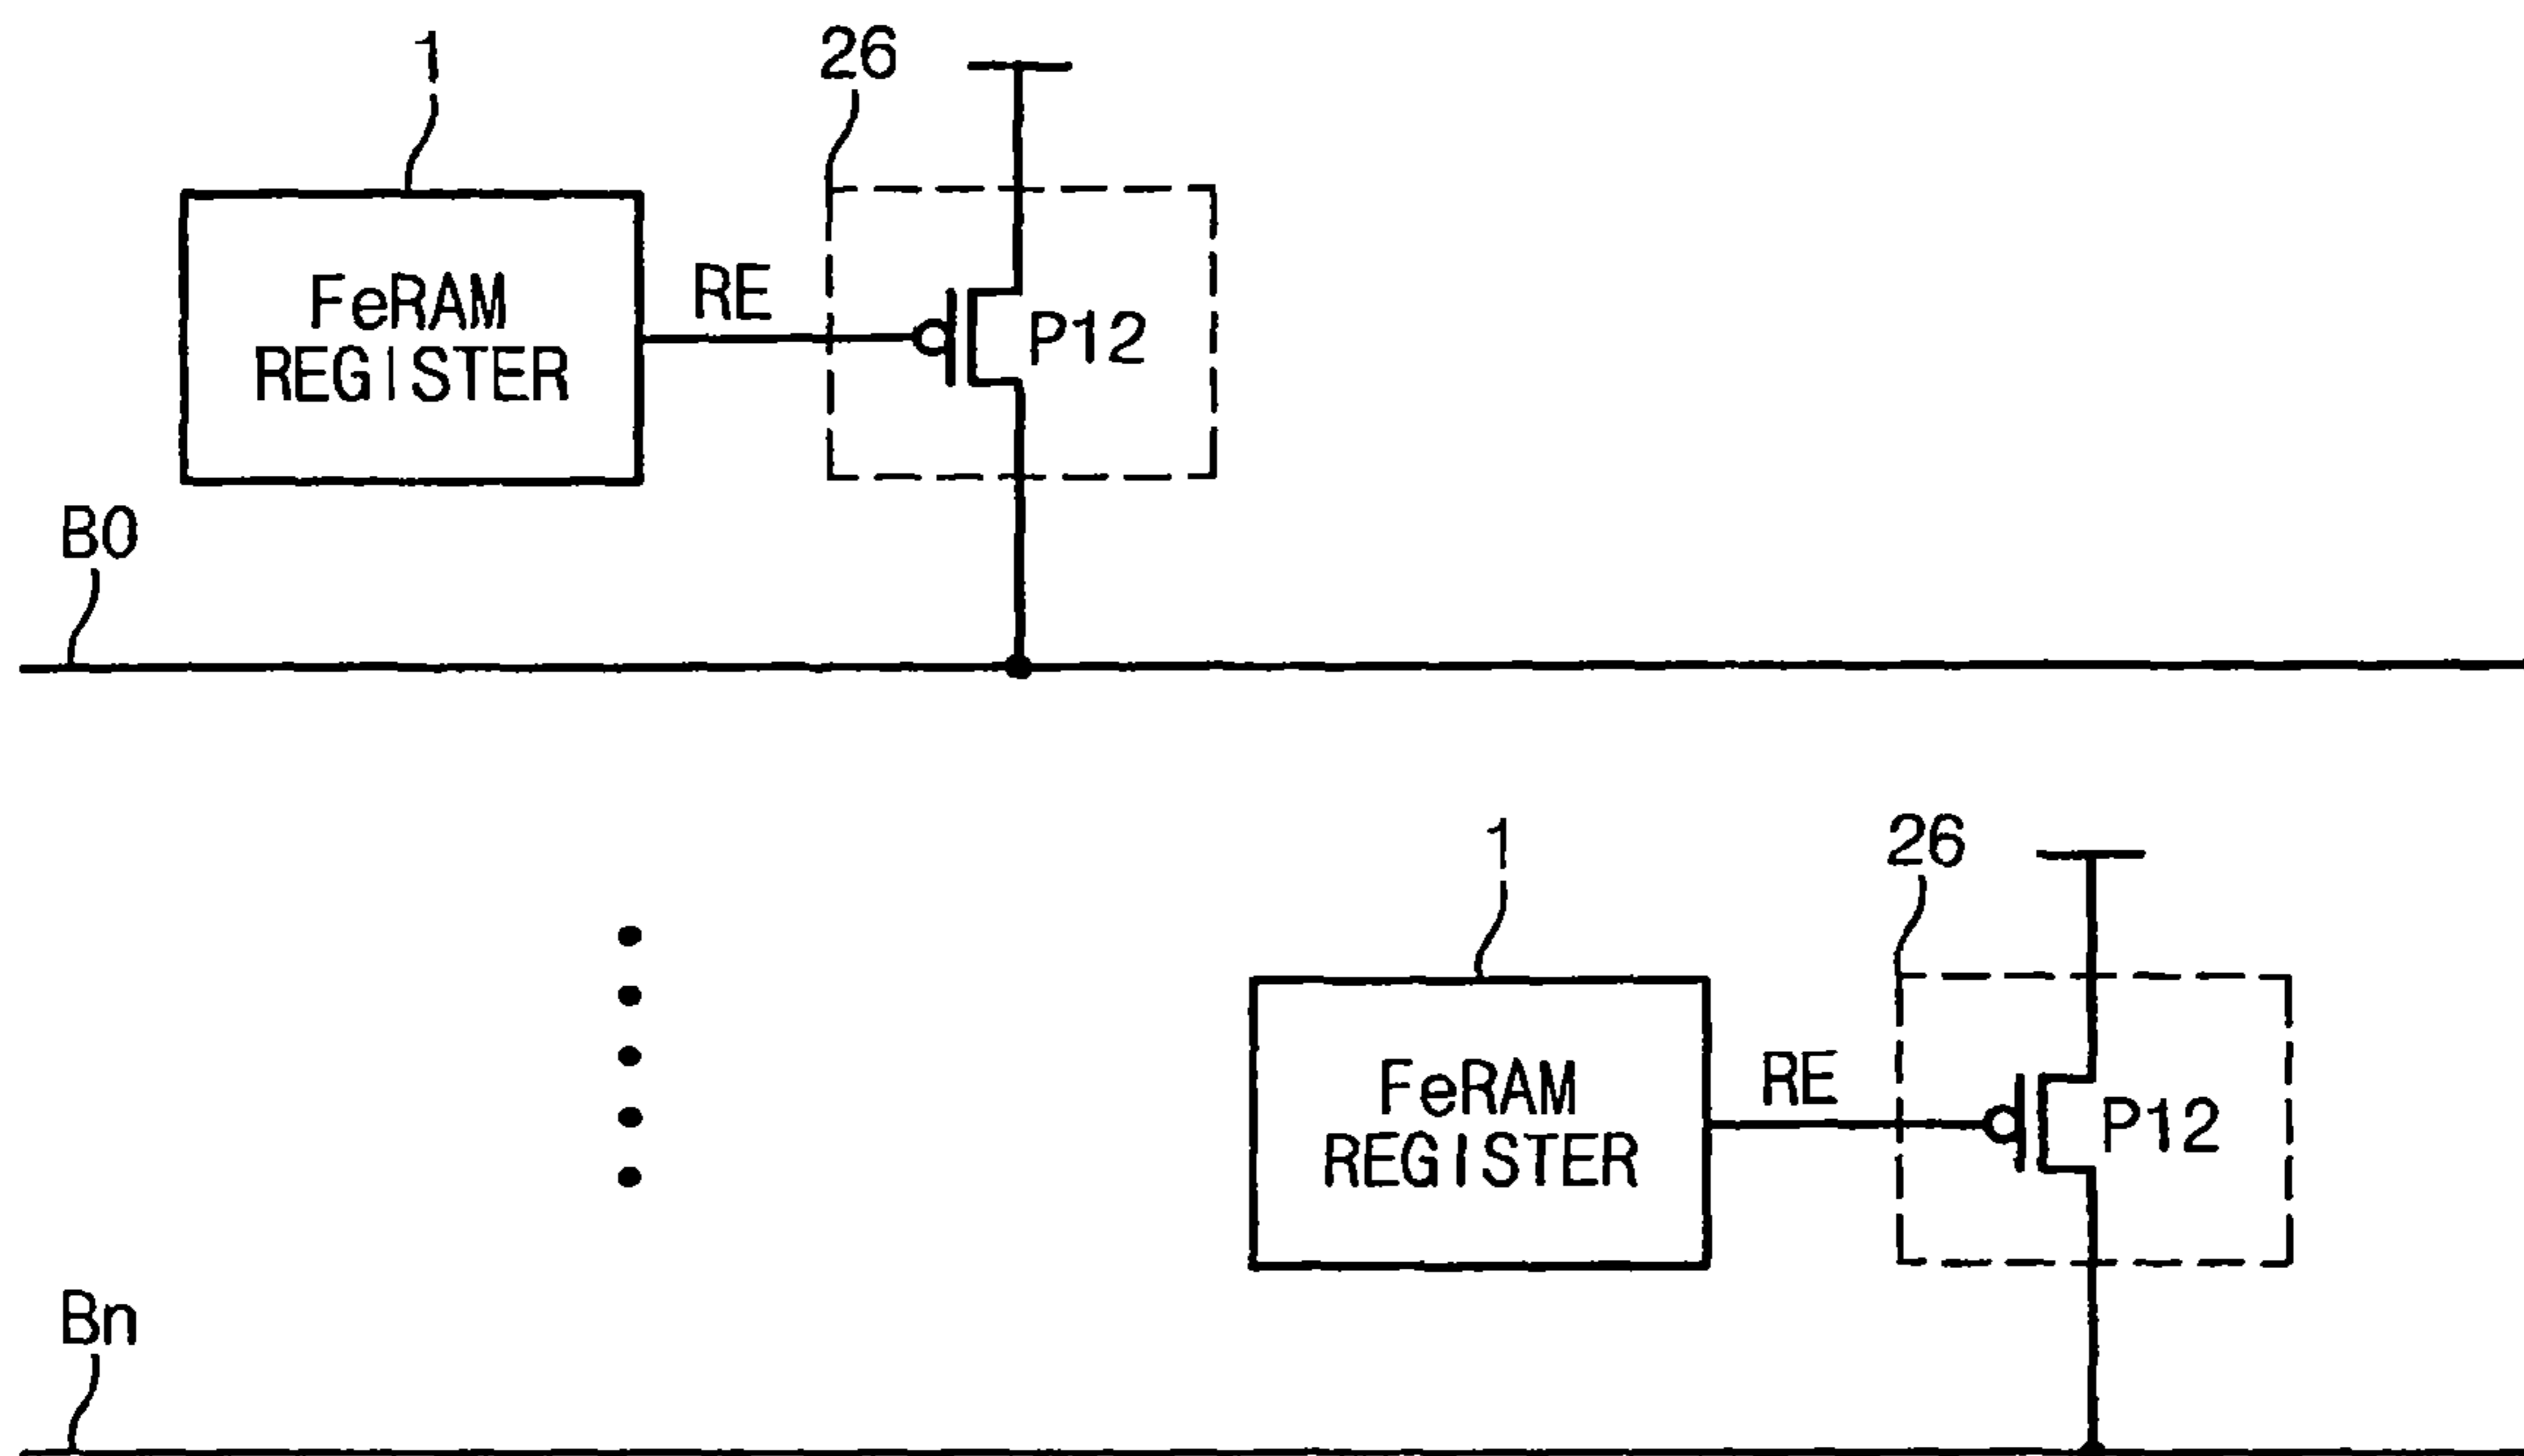 1
26
FeRAM
REGISTER
RE
P12
B0
1
26
FeRAM
REGISTER
RE
P12
Bn